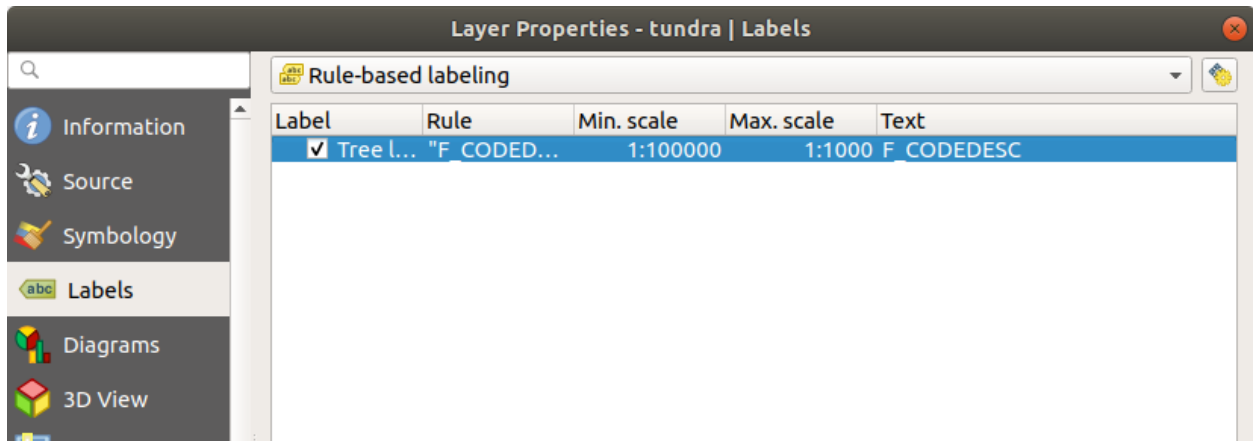 Layer Properties - tundra | Labels
Rule-based labeling
Information
Source
Symbology
abc Labels
Diagrams
3D View
Label Rule Min. scale Max. scale Text
Tree l... "F_CODED... 1:100000 1:1000 F_CODEDESC